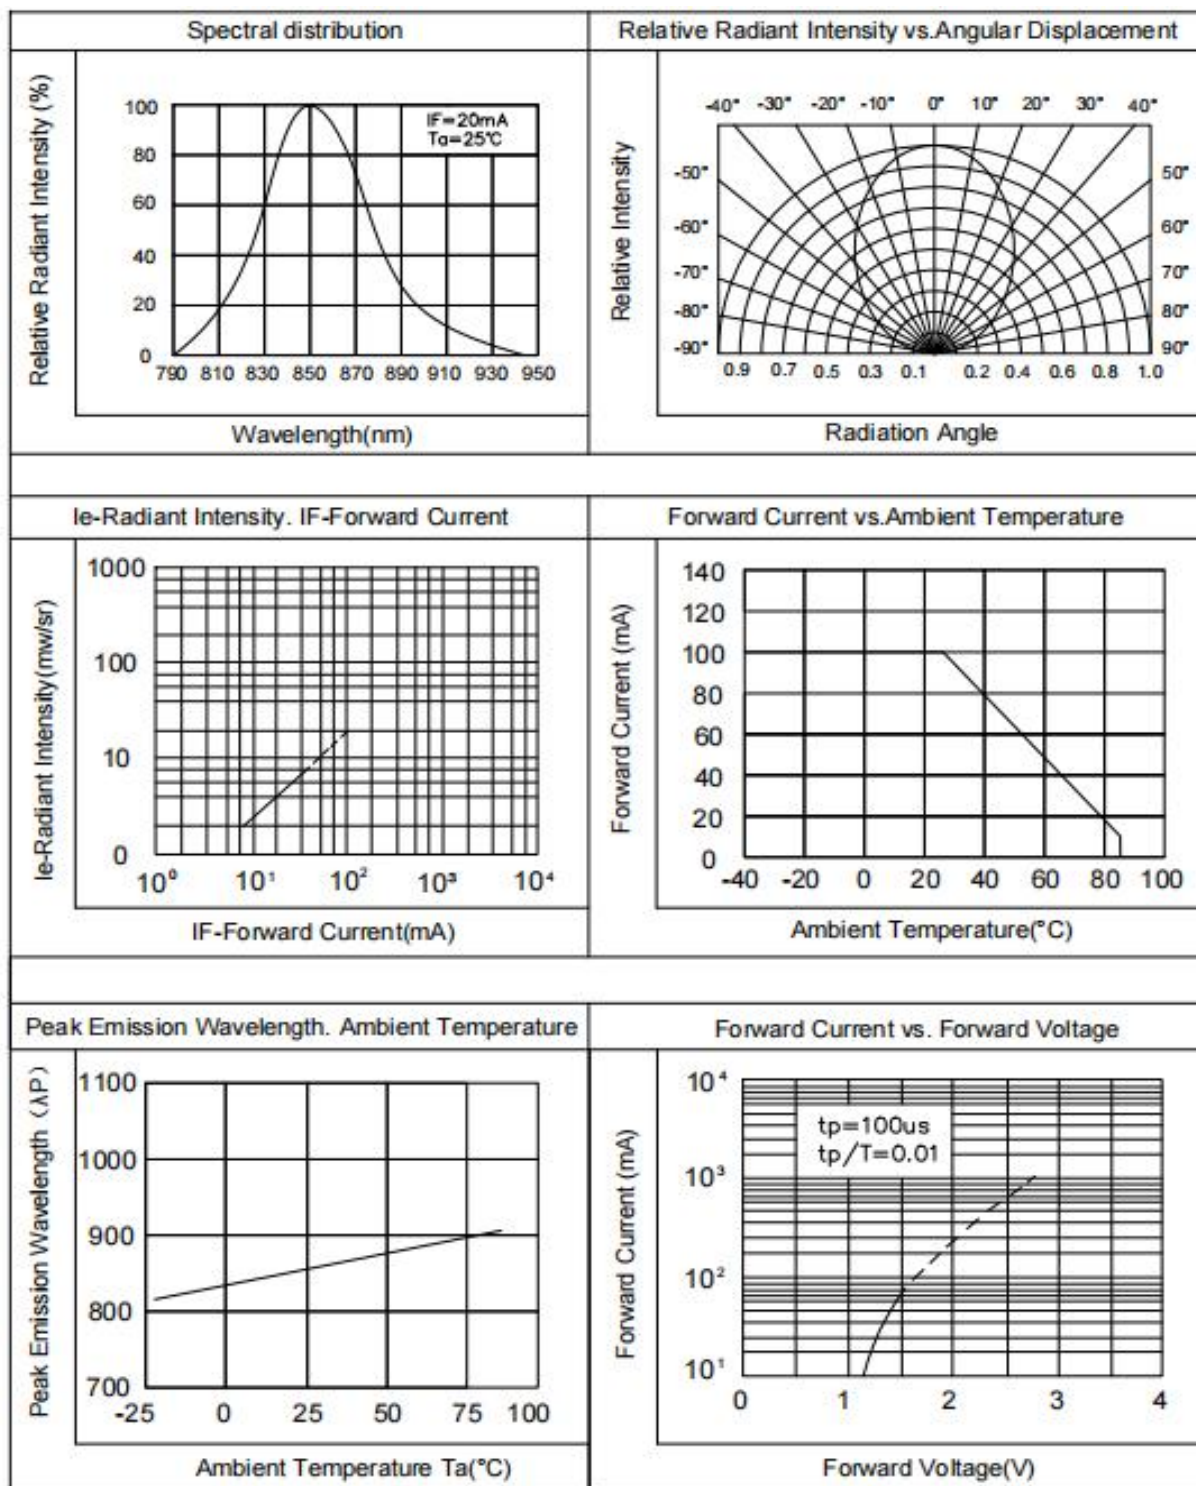 Spectral distribution
Relative Radiant Intensity (%)
100
80
60
40
20
0
IF=20mA
Ta=25℃
790 810 830 850 870 890 910 930 950
Wavelength(nm)
Relative Radiant Intensity vs.Angular Displacement
Relative Intensity
-40° -30° -20° -10° 0° 10° 20° 30° 40°
-50° 50°
-60° 60°
-70° 70°
-80° 80°
-90° 90°
0.9 0.7 0.5 0.3 0.1 0.2 0.4 0.6 0.8 1.0
Radiation Angle
Ie-Radiant Intensity. IF-Forward Current
Ie-Radiant Intensity(mw/sr)
1000
100
10
0
10⁰ 10¹ 10² 10³ 10⁴
IF-Forward Current(mA)
Forward Current vs.Ambient Temperature
Forward Current (mA)
140
120
100
80
60
40
20
0
-40 -20 0 20 40 60 80 100
Ambient Temperature(°C)
Peak Emission Wavelength. Ambient Temperature
Peak Emission Wavelength (λP)
1100
1000
900
800
700
-25 0 25 50 75 100
Ambient Temperature Ta(°C)
Forward Current vs. Forward Voltage
Forward Current (mA)
10⁴
10³
10²
10¹
tp=100us
tp/T=0.01
0 1 2 3 4
Forward Voltage(V)